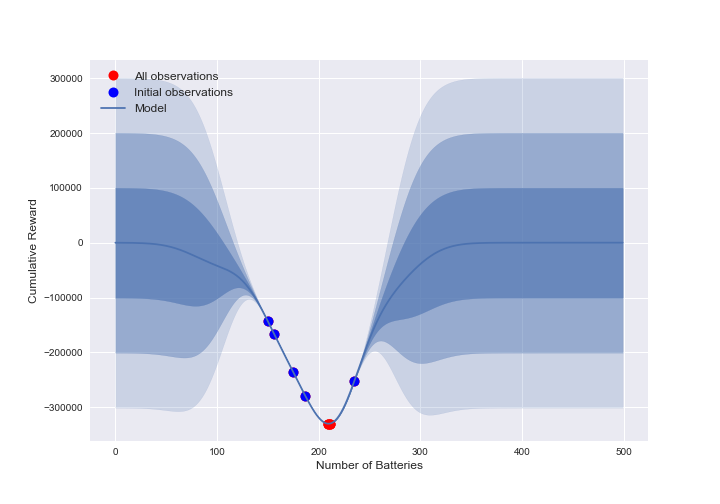 All observations
Initial observations
Model
300000
200000
100000
0
−100000
−200000
−300000
Cumulative Reward
0 100 200 300 400 500
Number of Batteries